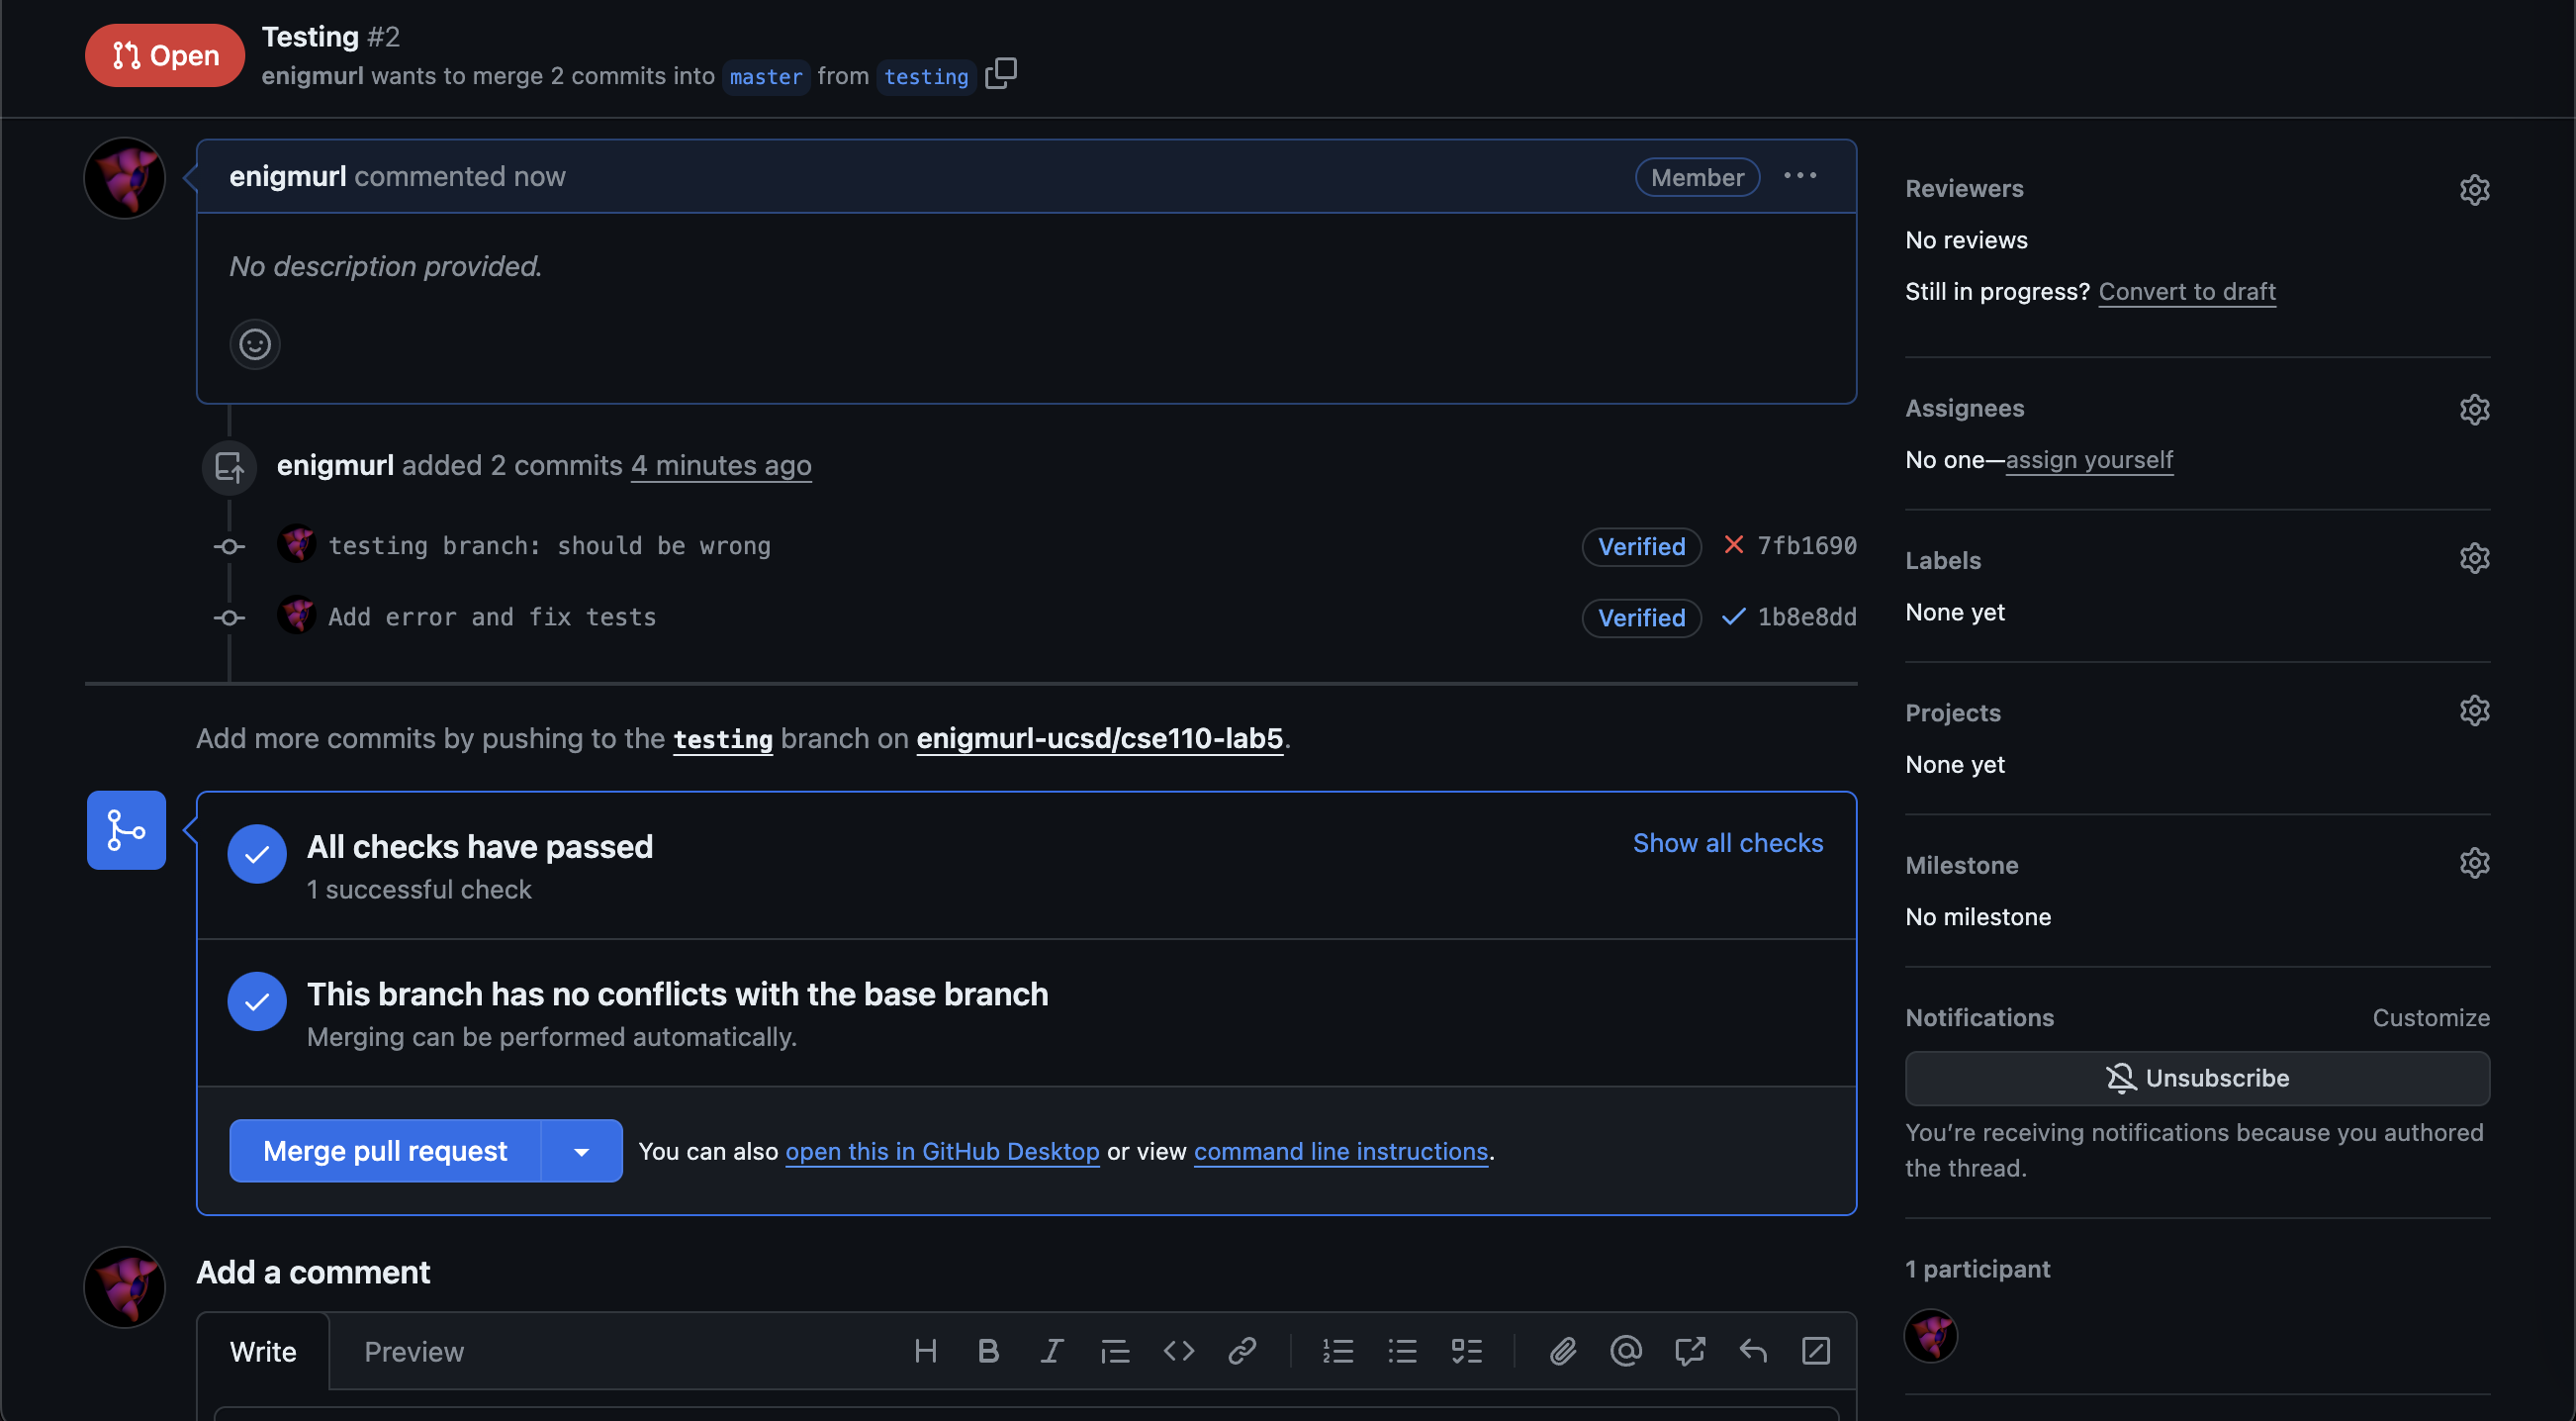 Open
Testing #2
enigmurl wants to merge 2 commits into master from testing
enigmurl commented now
Member
No description provided.
enigmurl added 2 commits 4 minutes ago
testing branch: should be wrong
Verified
7fb1690
Add error and fix tests
Verified
1b8e8dd
Add more commits by pushing to the testing branch on enigmurl-ucsd/cse110-lab5.
All checks have passed
1 successful check
Show all checks
This branch has no conflicts with the base branch
Merging can be performed automatically.
Merge pull request
You can also open this in GitHub Desktop or view command line instructions.
Add a comment
Write
Preview
Reviewers
No reviews
Still in progress? Convert to draft
Assignees
No one—assign yourself
Labels
None yet
Projects
None yet
Milestone
No milestone
Notifications
Customize
Unsubscribe
You’re receiving notifications because you authored
the thread.
1 participant